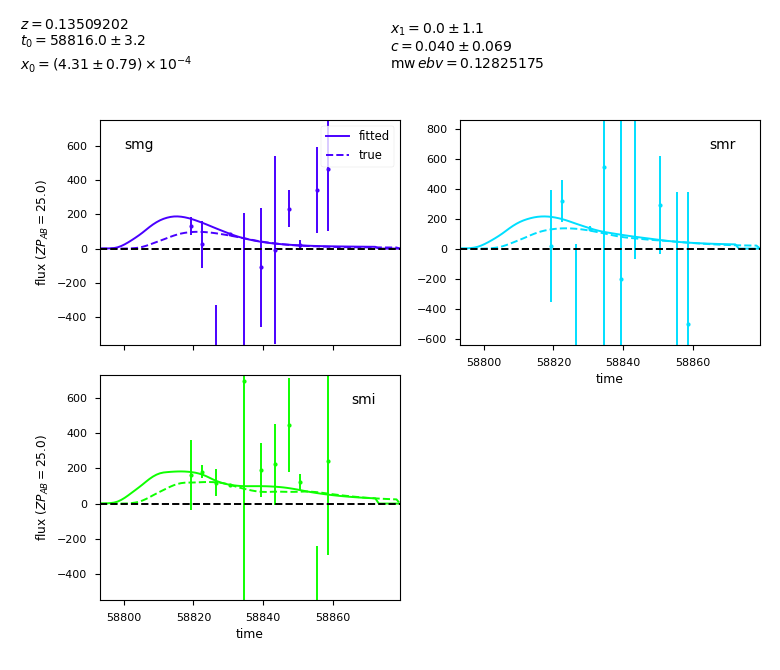 z = 0.13509202
t₀ = 58816.0 ± 3.2
x₀ = (4.31 ± 0.79) × 10⁻⁴
x₁ = 0.0 ± 1.1
c = 0.040 ± 0.069
mw ebv = 0.12825175
smg
fitted
true
600
400
200
0
−200
−400
flux (ZP_AB = 25.0)
smr
800
600
400
200
0
−200
−400
−600
58800 58820 58840 58860
time
smi
600
400
200
0
−200
−400
flux (ZP_AB = 25.0)
58800 58820 58840 58860
time